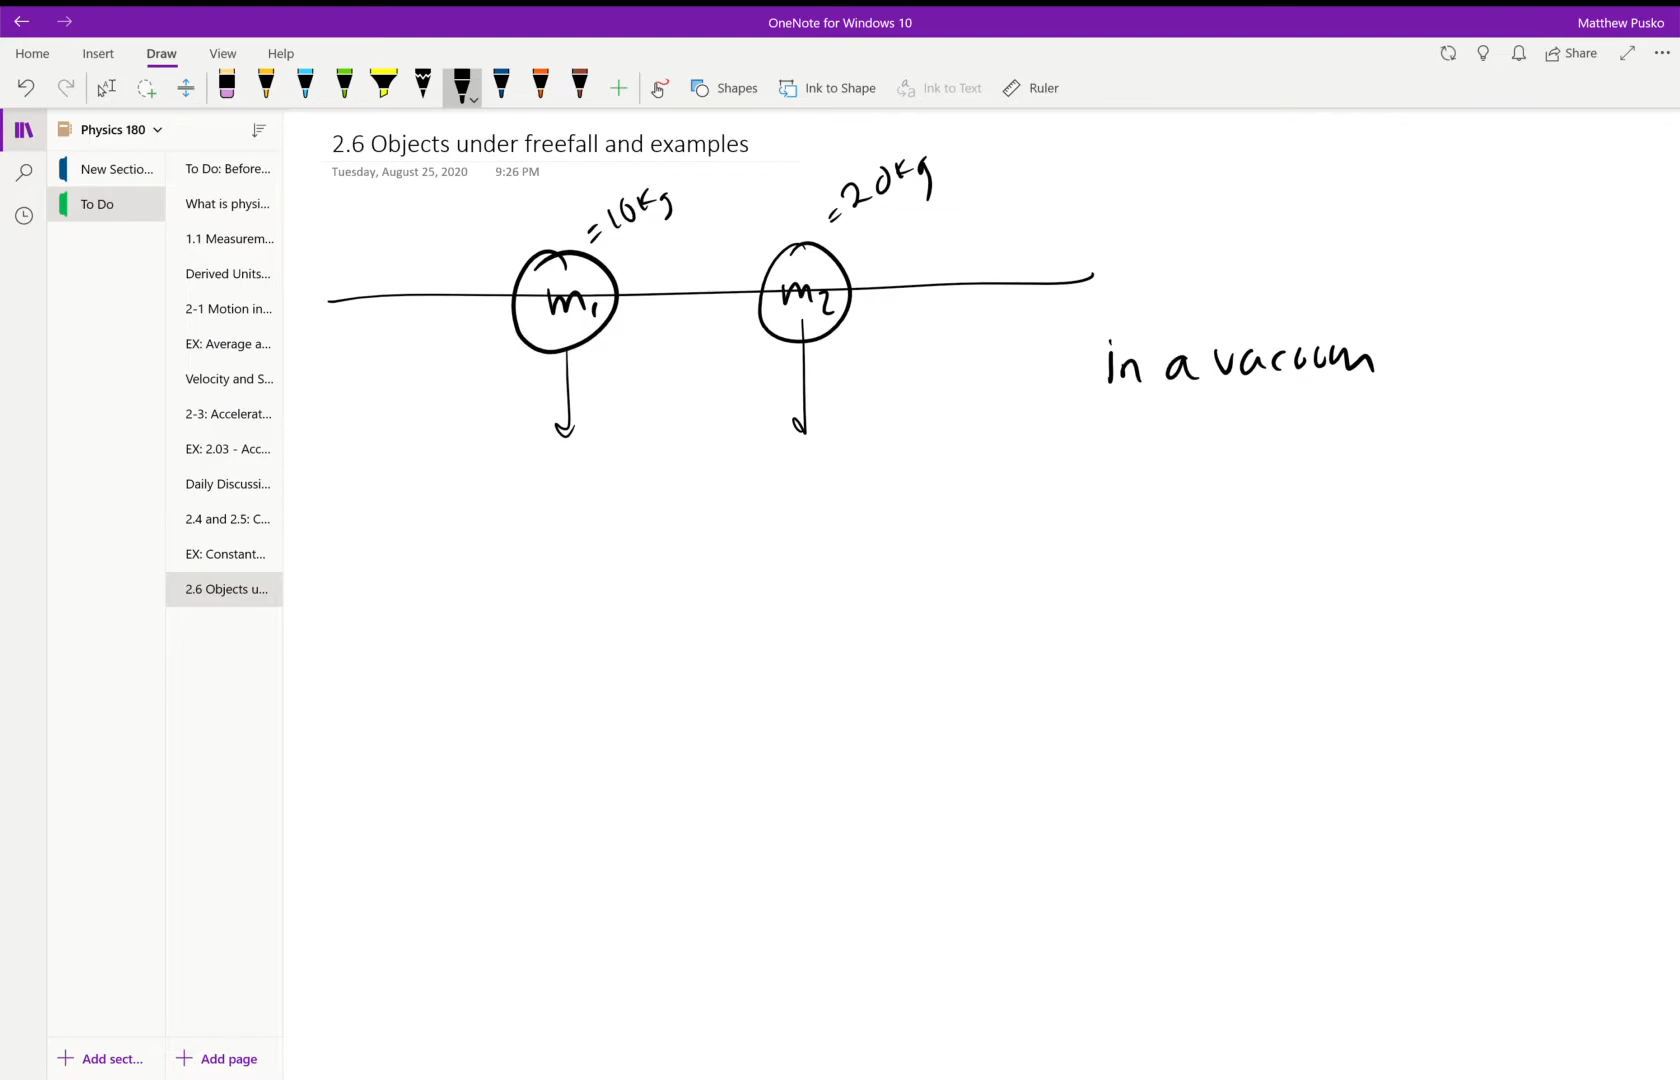 OneNote for Windows 10
Matthew Pusko
Home Insert Draw View Help
Share
Shapes Ink to Shape Ink to Text Ruler
Physics 180
New Sectio...
To Do
To Do: Before...
What is physi...
1.1 Measurem...
Derived Units...
2-1 Motion in...
EX: Average a...
Velocity and S...
2-3: Accelerat...
EX: 2.03 - Acc...
Daily Discussi...
2.4 and 2.5: C...
EX: Constant...
2.6 Objects u...
Add sect...
Add page
2.6 Objects under freefall and examples
Tuesday, August 25, 2020 9:26 PM
=10kg
=20kg
m1
m2
in a vacuum